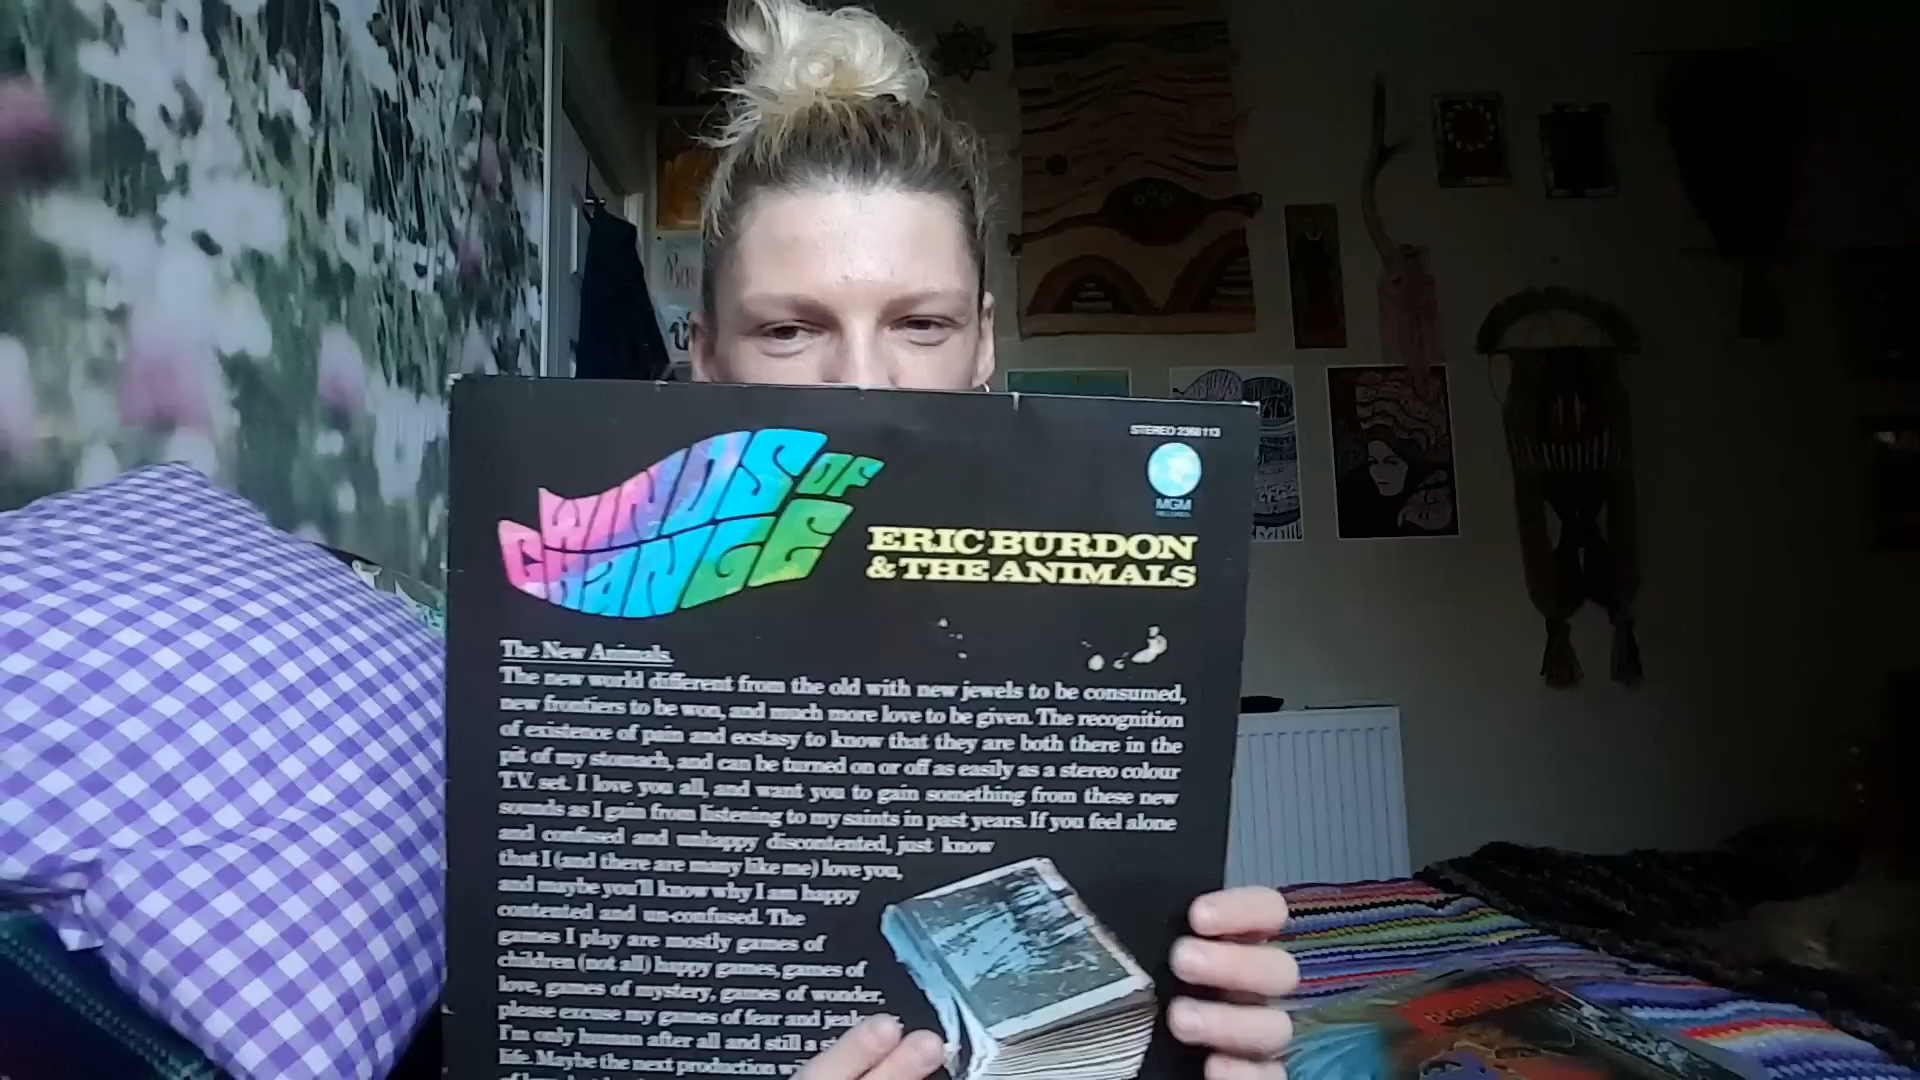 WINDS OF
CHANGE
STEREO 2368 113
MGM
RECORDS
ERIC BURDON
& THE ANIMALS
The New Animals.
The new world different from the old with new jewels to be consumed,
new frontiers to be won, and much more love to be given. The recognition
of existence of pain and ecstasy to know that they are both there in the
pit of my stomach, and can be turned on or off as easily as a stereo colour
T.V. set. I love you all, and want you to gain something from these new
sounds as I gain from listening to my saints in past years. If you feel alone
and confused and unhappy discontented, just know
that I (and there are many like me) love you,
and maybe you'll know why I am happy
contented and un-confused. The
games I play are mostly games of
children (not all) happy games, games of
love, games of mystery, games of wonder,
please excuse my games of fear and
I'm only human after all and still a
life. Maybe the next production